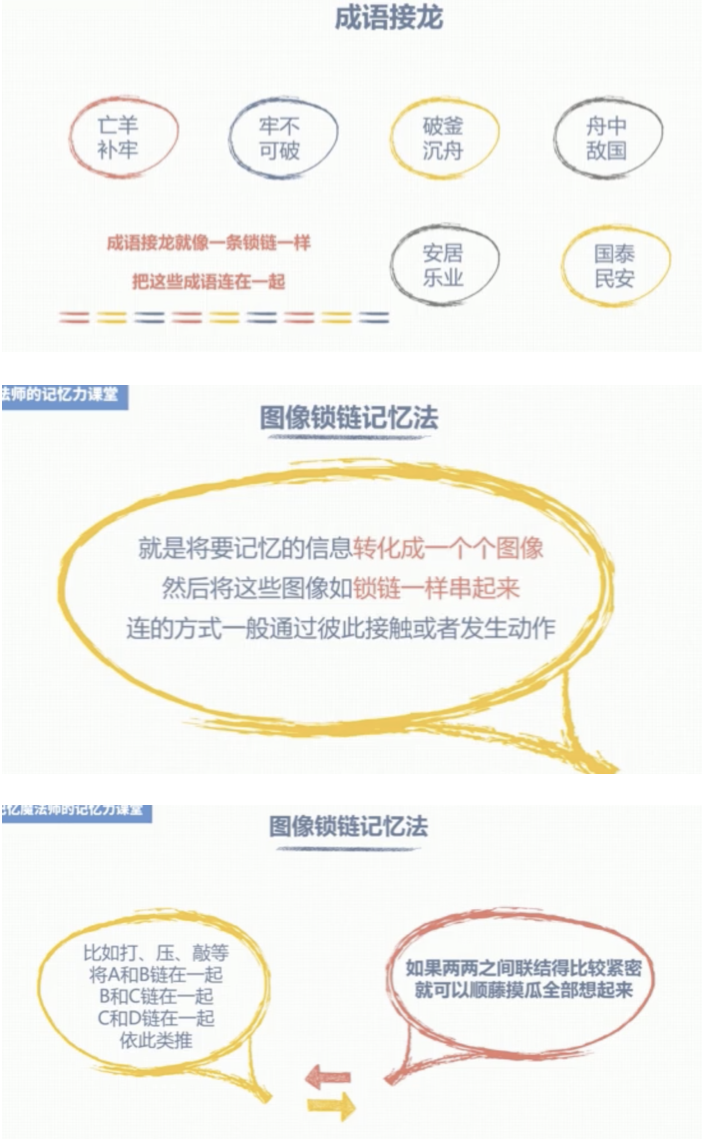 成语接龙
亡羊
补牢
牢不
可破
破釜
沉舟
舟中
敌国
成语接龙就像一条锁链一样
把这些成语连在一起
安居
乐业
国泰
民安
法师的记忆力课堂
图像锁链记忆法
就是将要记忆的信息转化成一个个图像
然后将这些图像如锁链一样串起来
连的方式一般通过彼此接触或者发生动作
记忆魔法师的记忆力课堂
图像锁链记忆法
比如打、压、敲等
将A和B链在一起
B和C链在一起
C和D链在一起
依此类推
如果两两之间联结得比较紧密
就可以顺藤摸瓜全部想起来